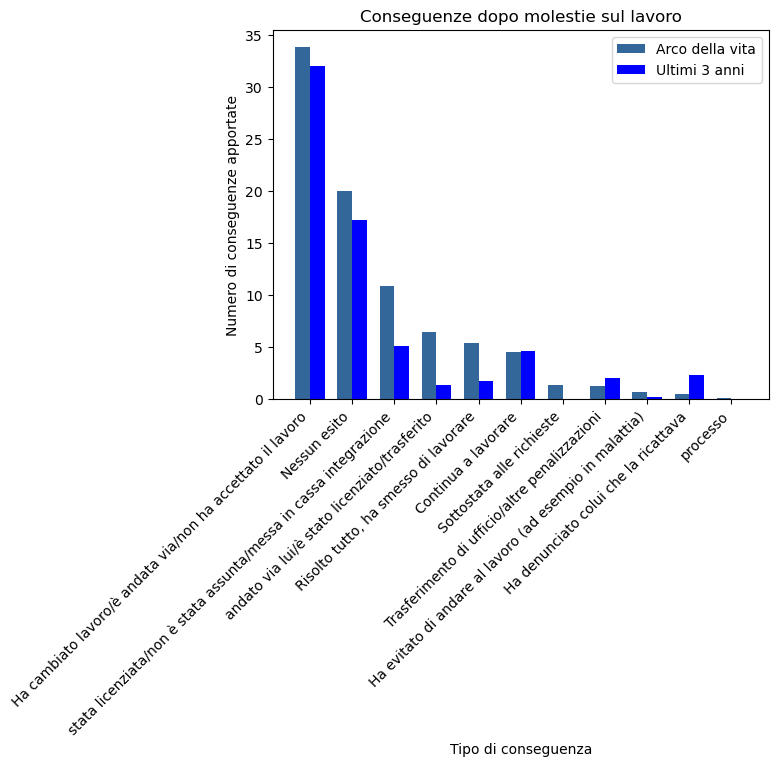 Conseguenze dopo molestie sul lavoro
Arco della vita
Ultimi 3 anni
Numero di conseguenze apportate
35
30
25
20
15
10
5
0
Ha cambiato lavoro/è andata via/non ha accettato il lavoro
Nessun esito
stata licenziata/non è stata assunta/messa in cassa integrazione
andato via lui/è stato licenziato/trasferito
Risolto tutto, ha smesso di lavorare
Continua a lavorare
Sottostata alle richieste
Trasferimento di ufficio/altre penalizzazioni
Ha evitato di andare al lavoro (ad esempio in malattia)
Ha denunciato colui che la ricattava
processo
Tipo di conseguenza